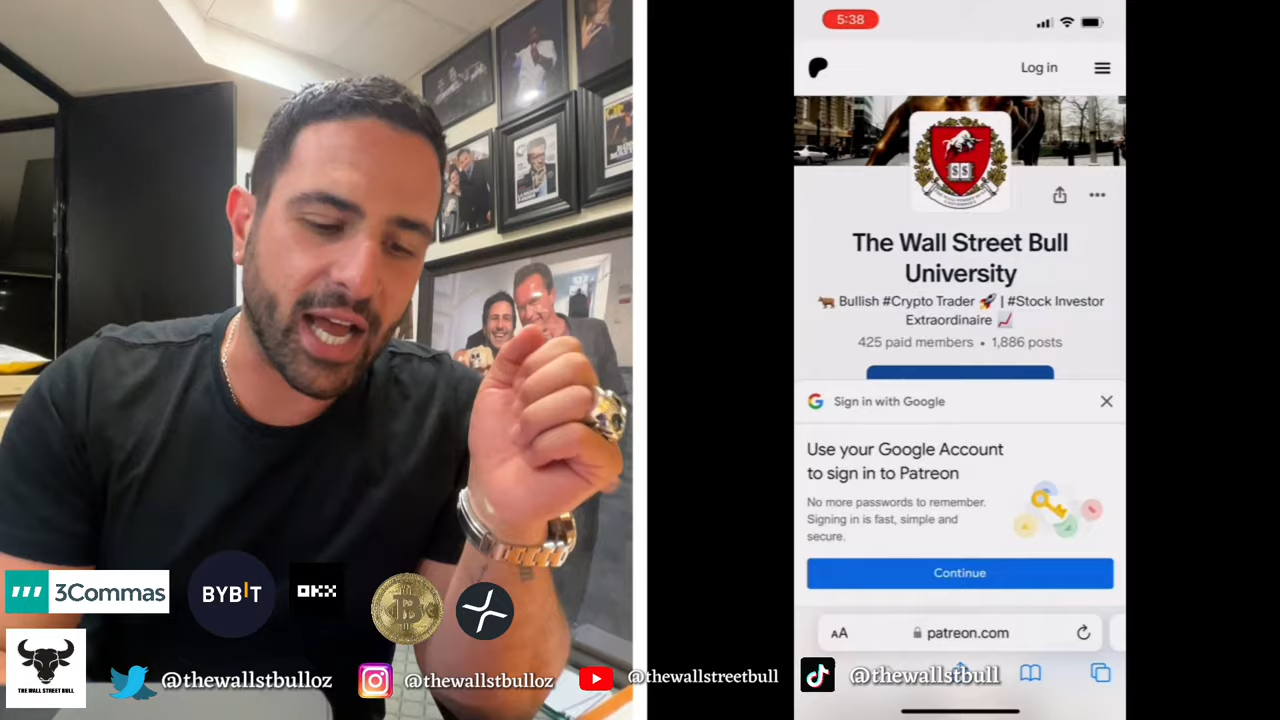 5:38
Log in
$$
The Wall Street Bull
University
🐂 Bullish #Crypto Trader 🚀 | #Stock Investor
Extraordinaire 📈
425 paid members • 1,886 posts
G Sign in with Google
Use your Google Account
to sign in to Patreon
No more passwords to remember.
Signing in is fast, simple and
secure.
Continue
AA patreon.com
3Commas
BYBIT
OKX
THE WALL STREET BULL
@thewallstbulloz
@thewallstbulloz
@thewallstreetbull
@thewallstbull